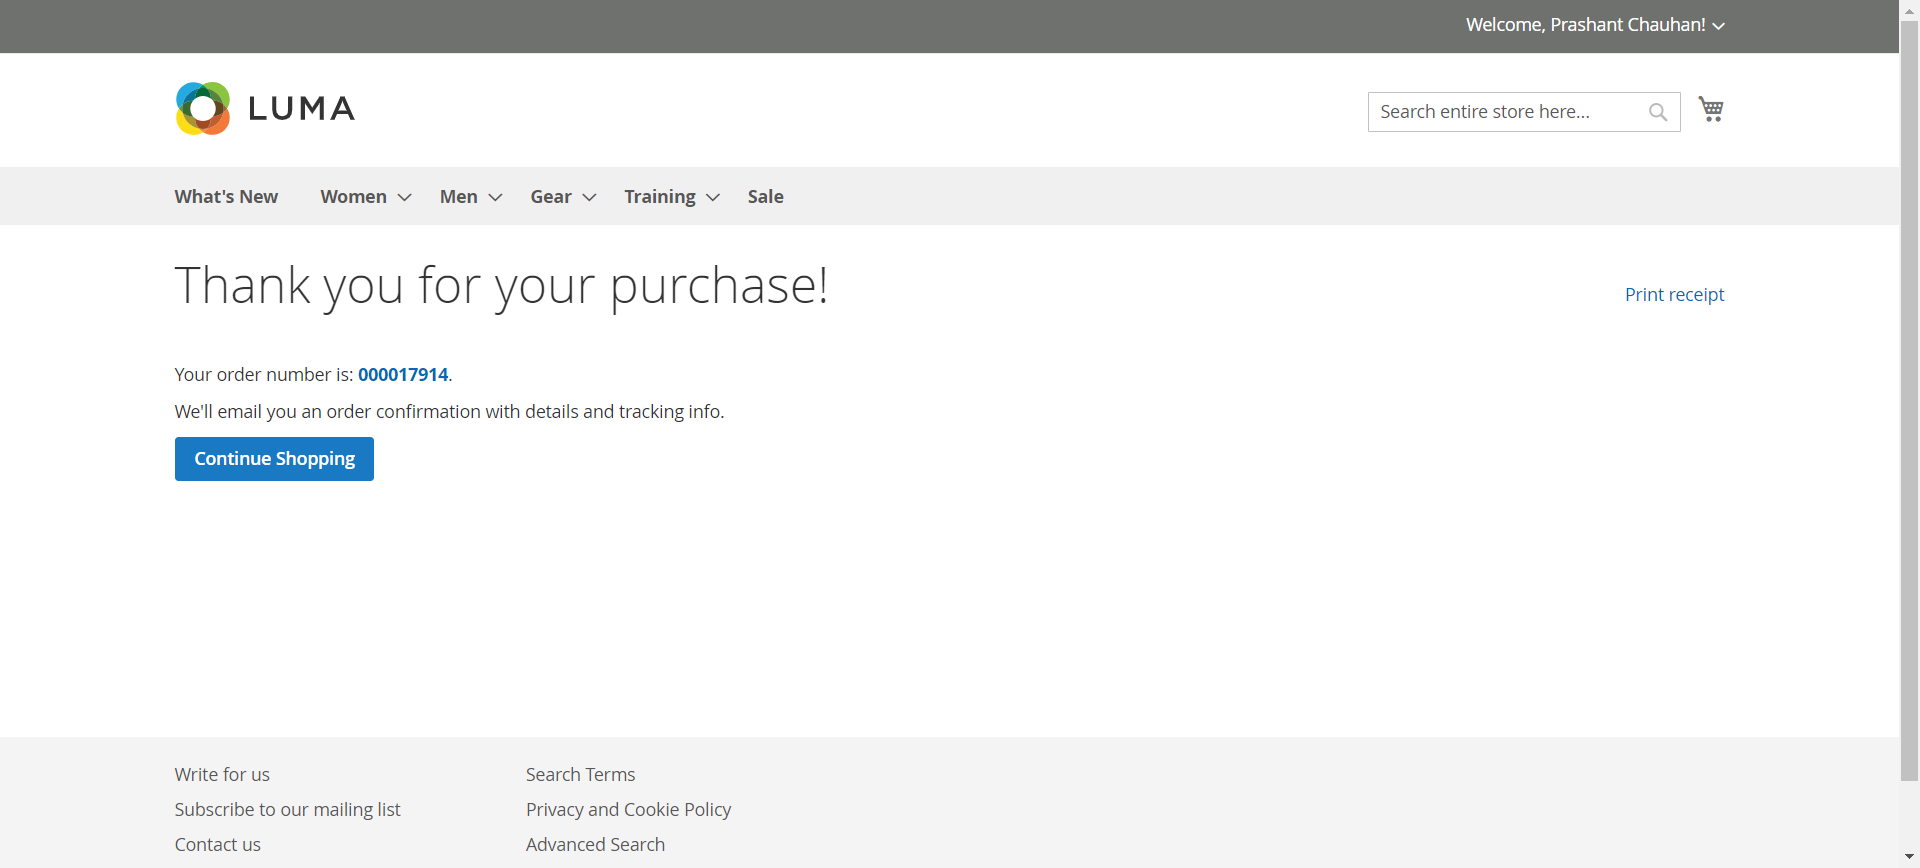 Welcome, Prashant Chauhan!
LUMA
Search entire store here...
What's New Women Men Gear Training Sale
Thank you for your purchase!
Print receipt
Your order number is: 000017914.
We'll email you an order confirmation with details and tracking info.
Continue Shopping
Write for us
Subscribe to our mailing list
Contact us
Search Terms
Privacy and Cookie Policy
Advanced Search